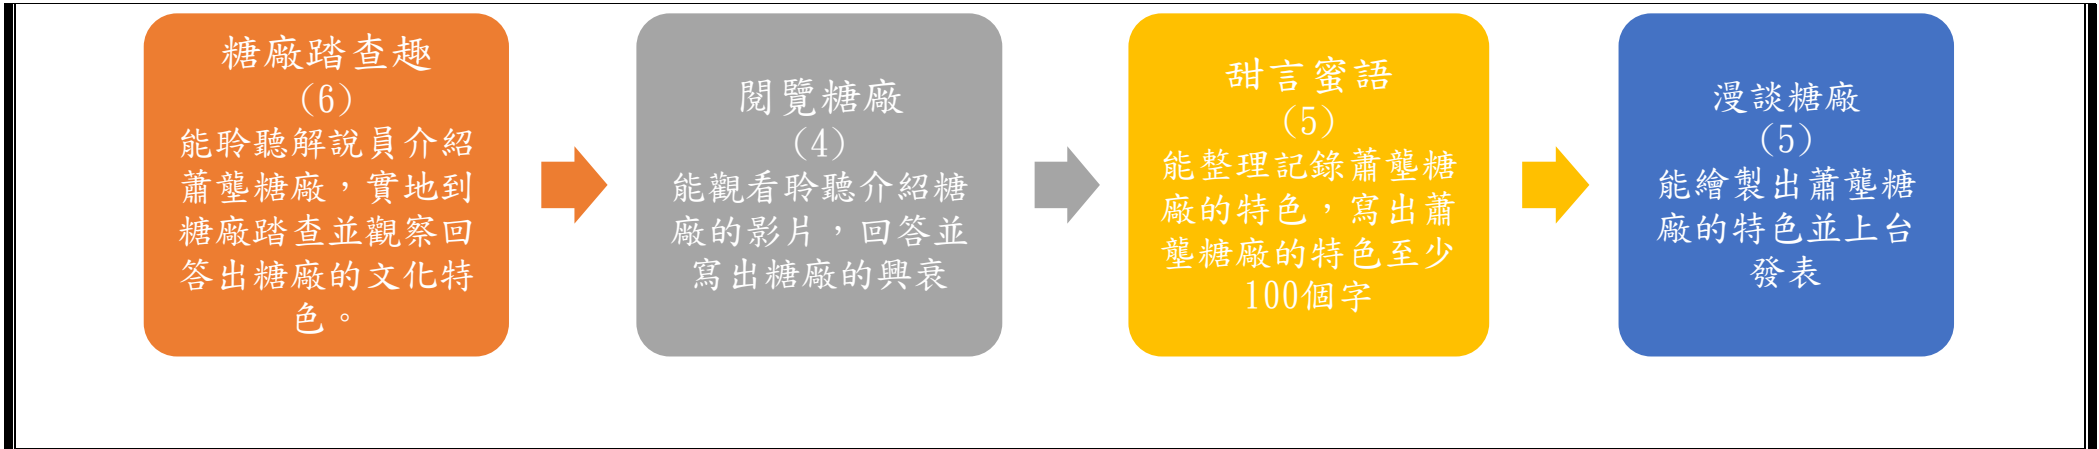 糖廠踏查趣
(6)
能聆聽解說員介紹
蕭壟糖廠，實地到
糖廠踏查並觀察回
答出糖廠的文化特
色。
閱覽糖廠
(4)
能觀看聆聽介紹糖
廠的影片，回答並
寫出糖廠的興衰
甜言蜜語
(5)
能整理記錄蕭壟糖
廠的特色，寫出蕭
壟糖廠的特色至少
100個字
漫談糖廠
(5)
能繪製出蕭壟糖
廠的特色並上台
發表